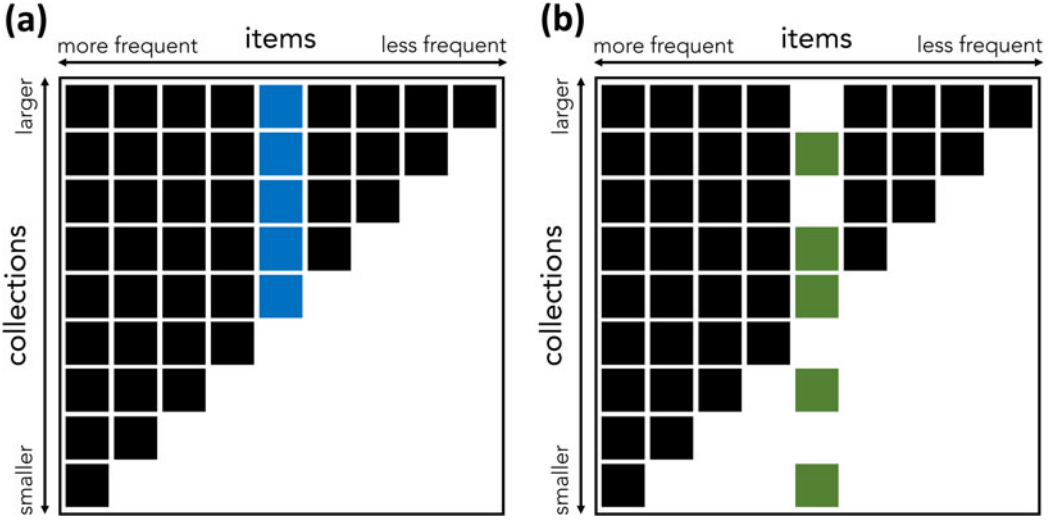 (a)
items
more frequent
less frequent
larger
collections
smaller
(b)
items
more frequent
less frequent
larger
collections
smaller